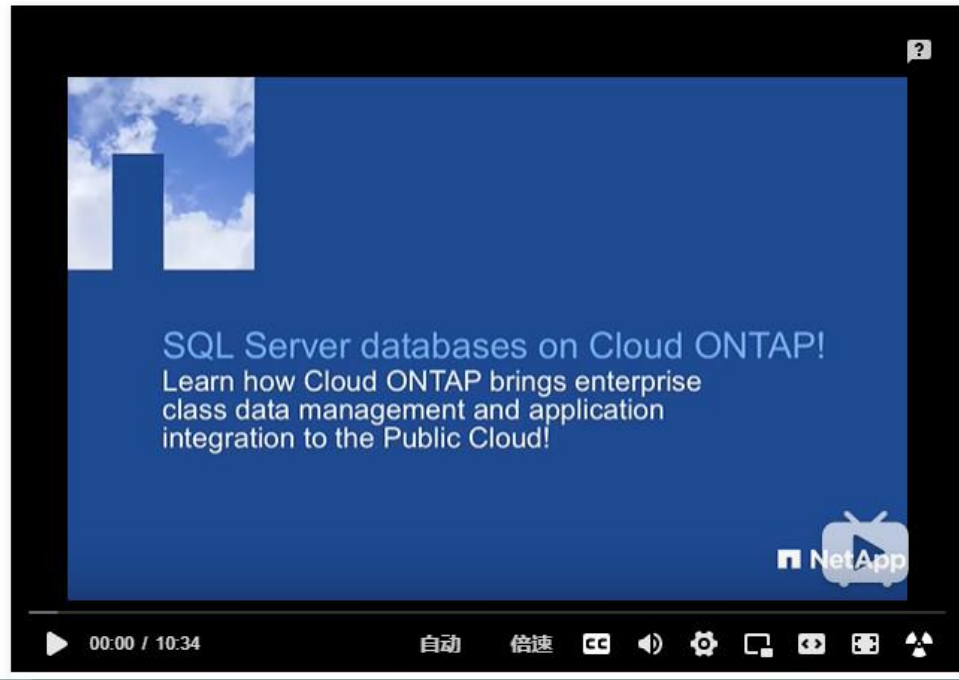 ?
SQL Server databases on Cloud ONTAP!
Learn how Cloud ONTAP brings enterprise
class data management and application
integration to the Public Cloud!
NetApp
00:00 / 10:34 自动 倍速 CC